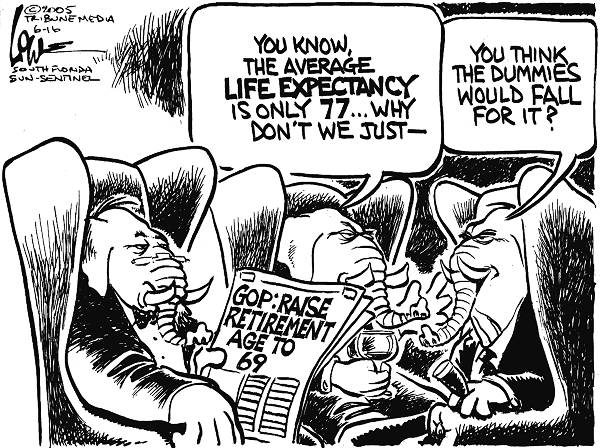 ©2005
TRIBUNE MEDIA
6-16
LOWE
SOUTH FLORIDA
SUN-SENTINEL
YOU KNOW,
THE AVERAGE
LIFE EXPECTANCY
IS ONLY 77... WHY
DON'T WE JUST—
YOU THINK
THE DUMMIES
WOULD FALL
FOR IT?
GOP: RAISE
RETIREMENT
AGE TO
69